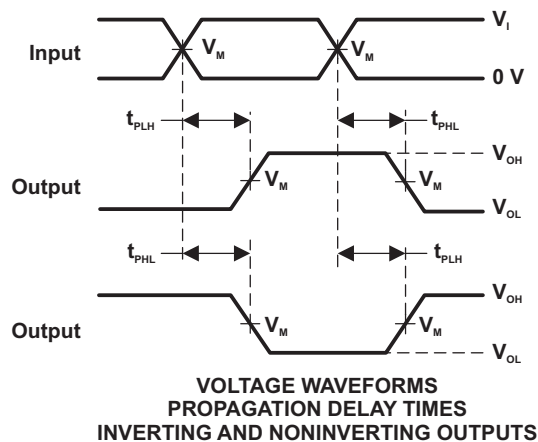 Input
V_M
V_M
V_I
0 V
t_PLH
t_PHL
Output
V_M
V_M
V_OH
V_OL
t_PHL
t_PLH
Output
V_M
V_M
V_OH
V_OL
VOLTAGE WAVEFORMS
PROPAGATION DELAY TIMES
INVERTING AND NONINVERTING OUTPUTS